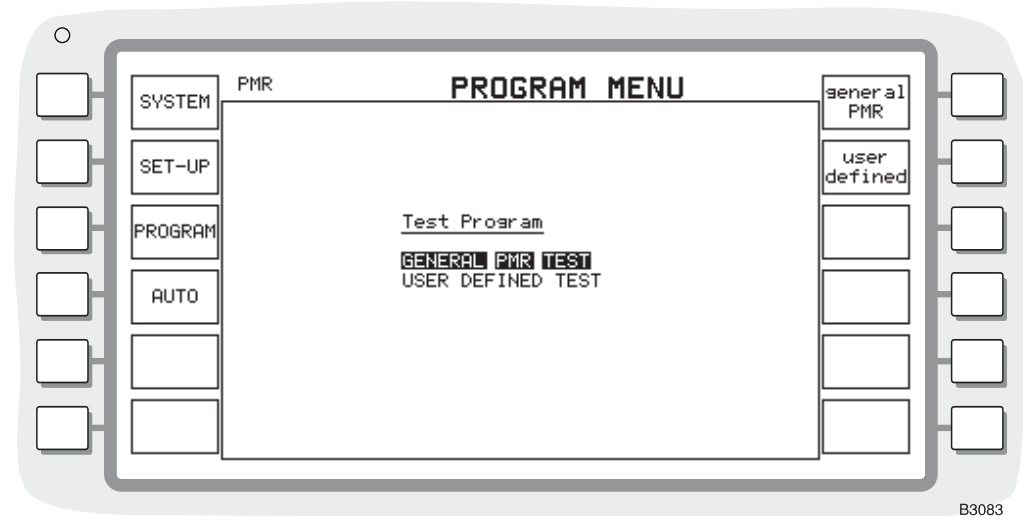 PMR
PROGRAM MENU
SYSTEM
SET-UP
PROGRAM
AUTO
Test Program
GENERAL PMR TEST
USER DEFINED TEST
general
PMR
user
defined
B3083